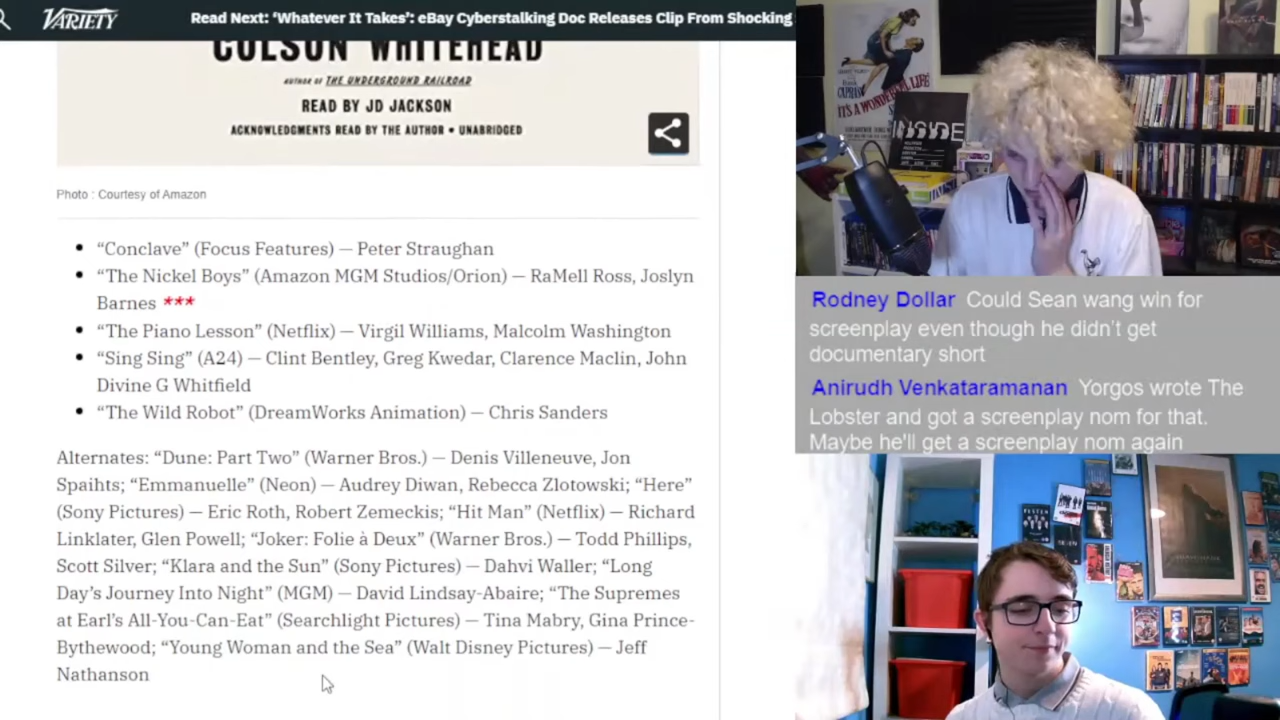 VARIETY
Read Next: ‘Whatever It Takes’: eBay Cyberstalking Doc Releases Clip From Shocking
COLSON WHITEHEAD
AUTHOR OF THE UNDERGROUND RAILROAD
READ BY JD JACKSON
ACKNOWLEDGMENTS READ BY THE AUTHOR • UNABRIDGED
Photo : Courtesy of Amazon
“Conclave” (Focus Features) — Peter Straughan
“The Nickel Boys” (Amazon MGM Studios/Orion) — RaMell Ross, Joslyn
Barnes ***
“The Piano Lesson” (Netflix) — Virgil Williams, Malcolm Washington
“Sing Sing” (A24) — Clint Bentley, Greg Kwedar, Clarence Maclin, John
Divine G Whitfield
“The Wild Robot” (DreamWorks Animation) — Chris Sanders
Alternates: “Dune: Part Two” (Warner Bros.) — Denis Villeneuve, Jon
Spaihts; “Emmanuelle” (Neon) — Audrey Diwan, Rebecca Zlotowski; “Here”
(Sony Pictures) — Eric Roth, Robert Zemeckis; “Hit Man” (Netflix) — Richard
Linklater, Glen Powell; “Joker: Folie à Deux” (Warner Bros.) — Todd Phillips,
Scott Silver; “Klara and the Sun” (Sony Pictures) — Dahvi Waller; “Long
Day’s Journey Into Night” (MGM) — David Lindsay-Abaire; “The Supremes
at Earl’s All-You-Can-Eat” (Searchlight Pictures) — Tina Mabry, Gina Prince-
Bythewood; “Young Woman and the Sea” (Walt Disney Pictures) — Jeff
Nathanson
IT'S A WONDERFUL LIFE
INSIDE
Rodney Dollar Could Sean wang win for
screenplay even though he didn't get
documentary short
Anirudh Venkataramanan Yorgos wrote The
Lobster and got a screenplay nom for that.
Maybe he'll get a screenplay nom again